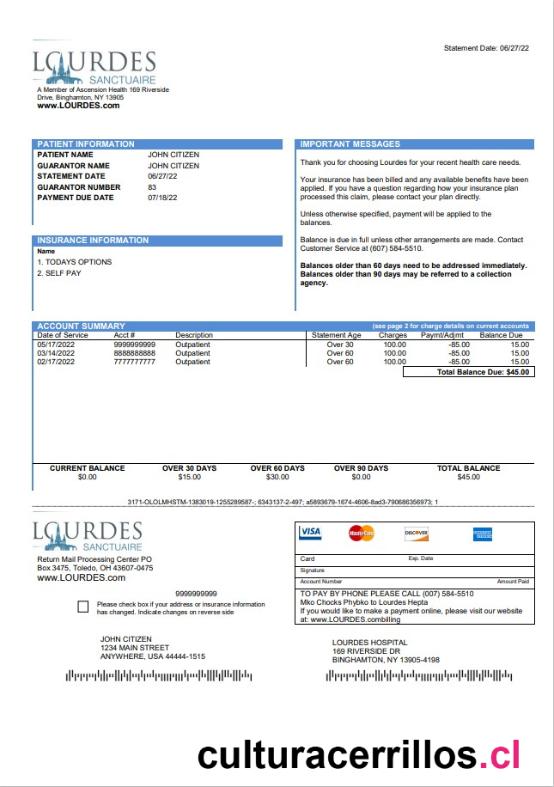 Statement Date: 06/27/22
LOURDES
SANCTUAIRE
A Member of Ascension Health 169 Riverside
Drive, Binghamton, NY 13905
www.LOURDES.com
PATIENT INFORMATION
PATIENT NAME JOHN CITIZEN
GUARANTOR NAME JOHN CITIZEN
STATEMENT DATE 06/27/22
GUARANTOR NUMBER 83
PAYMENT DUE DATE 07/18/22
INSURANCE INFORMATION
Name
1. TODAYS OPTIONS
2. SELF PAY
IMPORTANT MESSAGES
Thank you for choosing Lourdes for your recent health care needs.
Your insurance has been billed and any available benefits have been
applied. If you have a question regarding how your insurance plan
processed this claim, please contact your plan directly.
Unless otherwise specified, payment will be applied to the
balances.
Balance is due in full unless other arrangements are made. Contact
Customer Service at (607) 584-5510.
Balances older than 60 days need to be addressed immediately.
Balances older than 90 days may be referred to a collection
agency.
ACCOUNT SUMMARY (see page 2 for charge details on current accounts
Date of Service Acct # Description Statement Age Charges Paymt/Adjmt Balance Due
05/17/2022 9999999999 Outpatient Over 30 100.00 -85.00 15.00
03/14/2022 8888888888 Outpatient Over 60 100.00 -85.00 15.00
02/17/2022 7777777777 Outpatient Over 60 100.00 -85.00 15.00
Total Balance Due: $45.00
CURRENT BALANCE OVER 30 DAYS OVER 60 DAYS OVER 90 DAYS TOTAL BALANCE
$0.00 $15.00 $30.00 $0.00 $45.00
3171-OLOLMHSTM-1383019-1255289587-; 6343137-2-497; a5893679-1674-4606-8ad3-790686356973; 1
LOURDES
SANCTUAIRE
Return Mail Processing Center PO
Box 3475, Toledo, OH 43607-0475
www.LOURDES.com
9999999999
Please check box if your address or insurance information
has changed. Indicate changes on reverse side
JOHN CITIZEN
1234 MAIN STREET
ANYWHERE, USA 44444-1515
VISA MasterCard DISCOVER
Card Exp. Date
Signature
Account Number Amount Paid
TO PAY BY PHONE PLEASE CALL (007) 584-5510
Mko Chocks Phybko to Lourdes Hepta
If you would like to make a payment online, please visit our website
at: www.LOURDES.combilling
LOURDES HOSPITAL
169 RIVERSIDE DR
BINGHAMTON, NY 13905-4198
culturacerrillos.cl